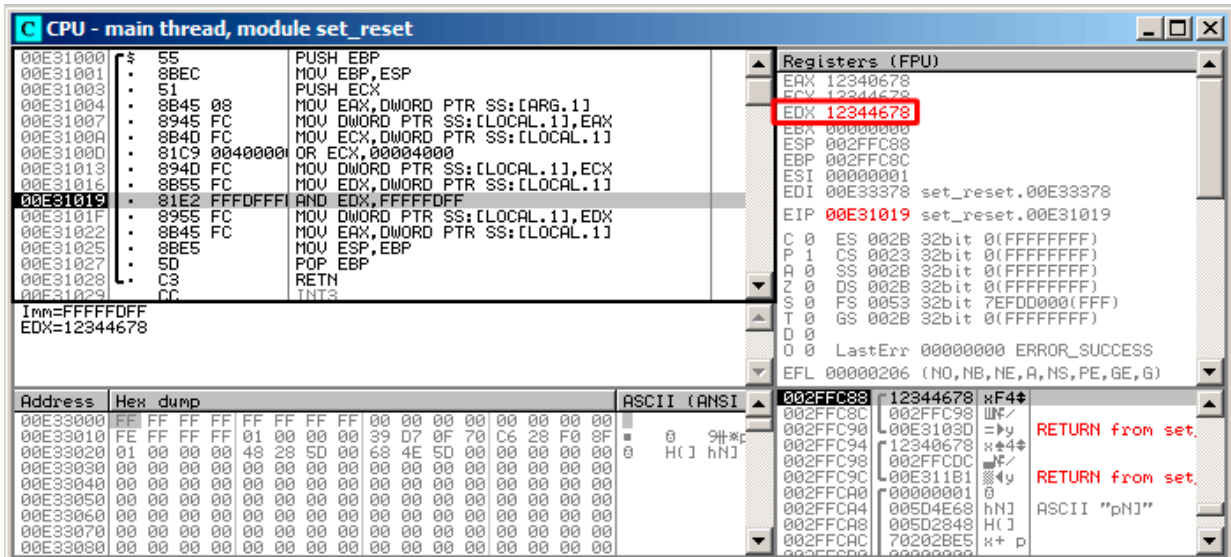 C CPU - main thread, module set_reset
00E31000 $ 55 PUSH EBP
00E31001 . 8BEC MOV EBP,ESP
00E31003 . 51 PUSH ECX
00E31004 . 8B45 08 MOV EAX,DWORD PTR SS:[ARG.1]
00E31007 . 8945 FC MOV DWORD PTR SS:[LOCAL.1],EAX
00E3100A . 8B4D FC MOV ECX,DWORD PTR SS:[LOCAL.1]
00E3100D . 81C9 00400000 OR ECX,00004000
00E31013 . 894D FC MOV DWORD PTR SS:[LOCAL.1],ECX
00E31016 . 8B55 FC MOV EDX,DWORD PTR SS:[LOCAL.1]
00E31019 . 81E2 FFFDFFFF AND EDX,FFFFFDFF
00E3101F . 8955 FC MOV DWORD PTR SS:[LOCAL.1],EDX
00E31022 . 8B45 FC MOV EAX,DWORD PTR SS:[LOCAL.1]
00E31025 . 8BE5 MOV ESP,EBP
00E31027 . 5D POP EBP
00E31028 . C3 RETN
00E31029 CC INT3
Imm=FFFFFDFF
EDX=12344678
Registers (FPU)
EAX 12340678
ECX 12344678
EDX 12344678
EBX 00000000
ESP 002FFC88
EBP 002FFC8C
ESI 00000001
EDI 00E33378 set_reset.00E33378
EIP 00E31019 set_reset.00E31019
C 0 ES 002B 32bit 0(FFFFFFFF)
P 1 CS 0023 32bit 0(FFFFFFFF)
A 0 SS 002B 32bit 0(FFFFFFFF)
Z 0 DS 002B 32bit 0(FFFFFFFF)
S 0 FS 0053 32bit 7EFDD000(FFF)
T 0 GS 002B 32bit 0(FFFFFFFF)
D 0
O 0 LastErr 00000000 ERROR_SUCCESS
EFL 00000206 (NO,NB,NE,A,NS,PE,GE,G)
Address Hex dump ASCII (ANSI
00E33000 FF FF FF FF FF FF FF FF 00 00 00 00 00 00 00 00
00E33010 FE FF FF FF 01 00 00 00 39 D7 0F 70 C6 28 F0 8F
00E33020 01 00 00 00 48 28 5D 00 68 4E 5D 00 00 00 00 00 H(] hN]
00E33030 00 00 00 00 00 00 00 00 00 00 00 00 00 00 00 00
00E33040 00 00 00 00 00 00 00 00 00 00 00 00 00 00 00 00
00E33050 00 00 00 00 00 00 00 00 00 00 00 00 00 00 00 00
00E33060 00 00 00 00 00 00 00 00 00 00 00 00 00 00 00 00
00E33070 00 00 00 00 00 00 00 00 00 00 00 00 00 00 00 00
00E33080 00 00 00 00 00 00 00 00 00 00 00 00 00 00 00 00
002FFC88 12344678 xF4
002FFC8C 002FFC98
002FFC90 00E3103D RETURN from set
002FFC94 12340678
002FFC98 002FFCDC
002FFC9C 00E311B1 RETURN from set
002FFCA0 00000001
002FFCA4 005D4E68 hN] ASCII "pN]"
002FFCA8 005D2848 H(]
002FFCAC 70202BE5